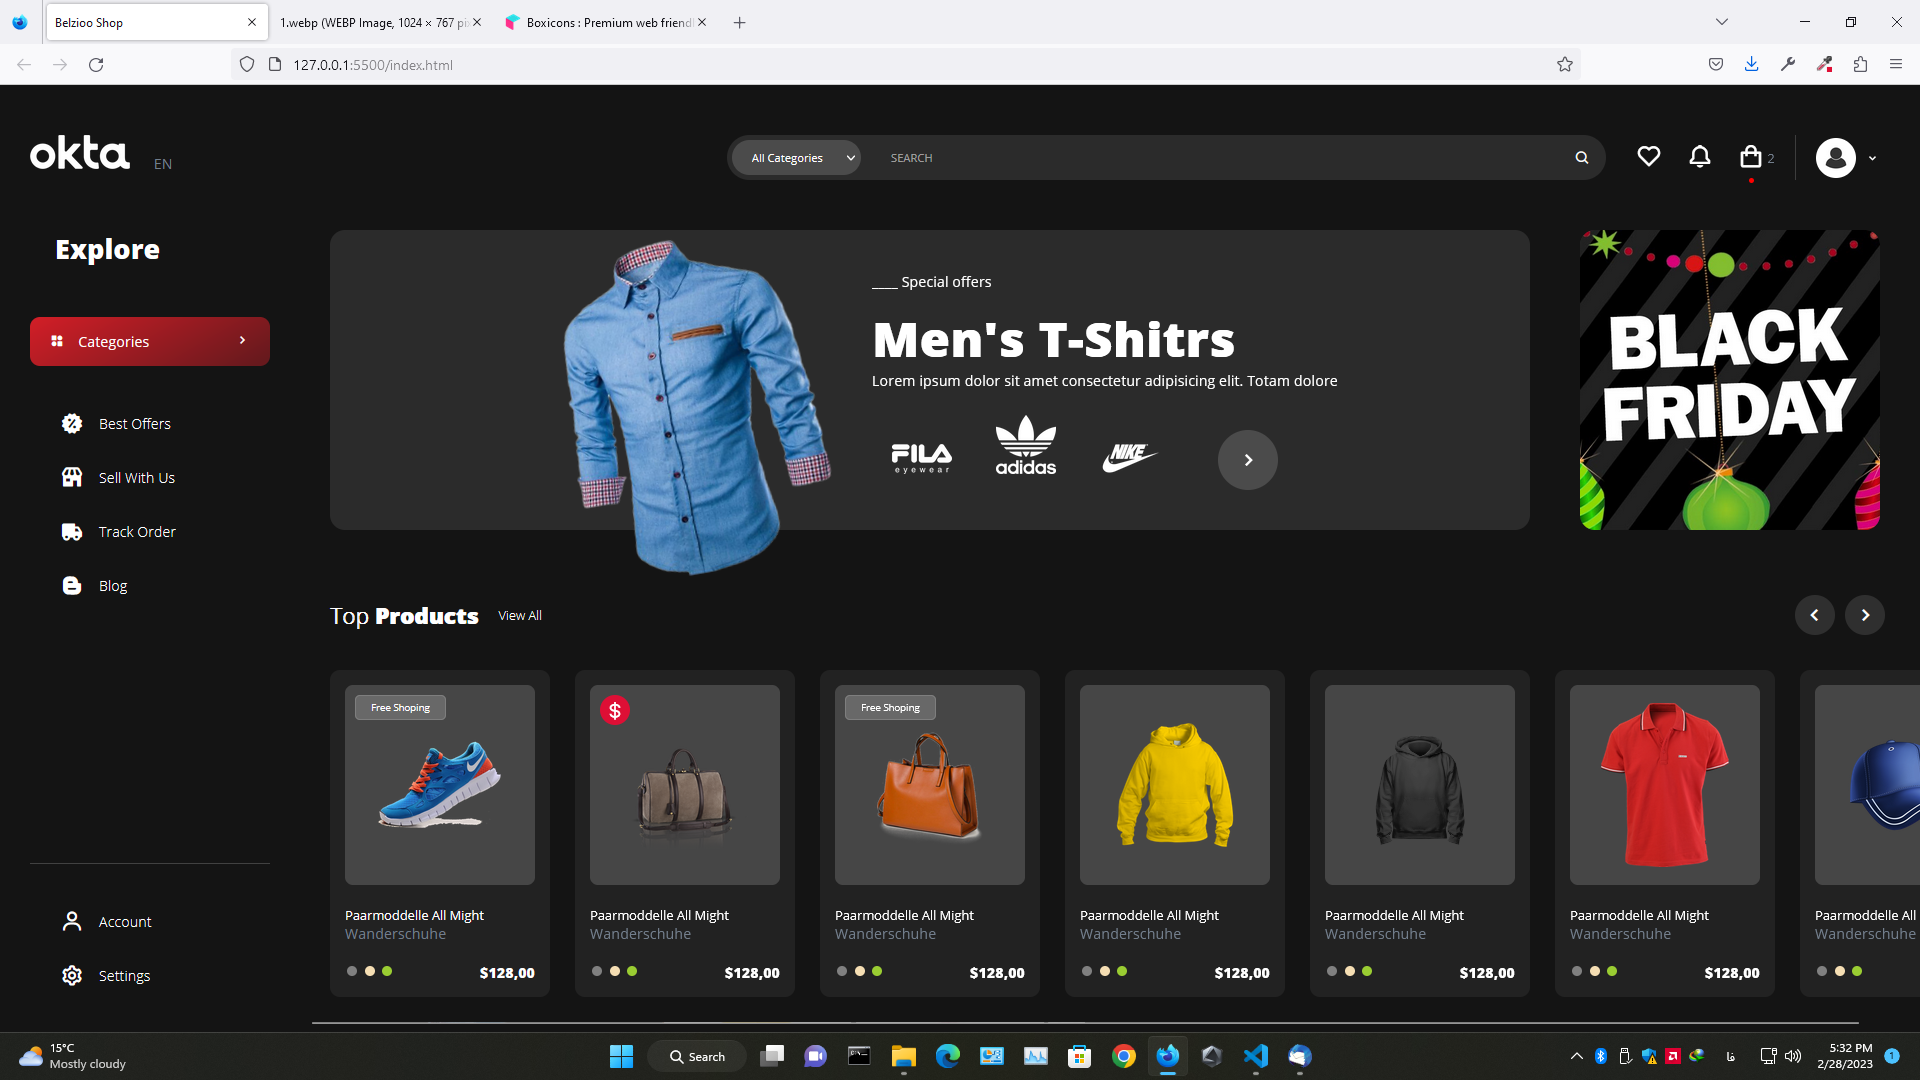 Belzioo Shop
1.webp (WEBP Image, 1024 × 767 pi
Boxicons : Premium web friend
127.0.0.1:5500/index.html
okta
EN
All Categories
SEARCH
2
Explore
Categories
Best Offers
Sell With Us
Track Order
Blog
Account
Settings
____ Special offers
Men's T-Shitrs
Lorem ipsum dolor sit amet consectetur adipisicing elit. Totam dolore
FILA
eyewear
adidas
NIKE
BLACK
FRIDAY
Top Products
View All
Free Shoping
$
Free Shoping
Paarmoddelle All Might
Wanderschuhe
$128,00
Paarmoddelle All Might
Wanderschuhe
$128,00
Paarmoddelle All Might
Wanderschuhe
$128,00
Paarmoddelle All Might
Wanderschuhe
$128,00
Paarmoddelle All Might
Wanderschuhe
$128,00
Paarmoddelle All Might
Wanderschuhe
$128,00
Paarmoddelle All
Wanderschuhe
15°C
Mostly cloudy
Search
فا
5:32 PM
2/28/2023
1